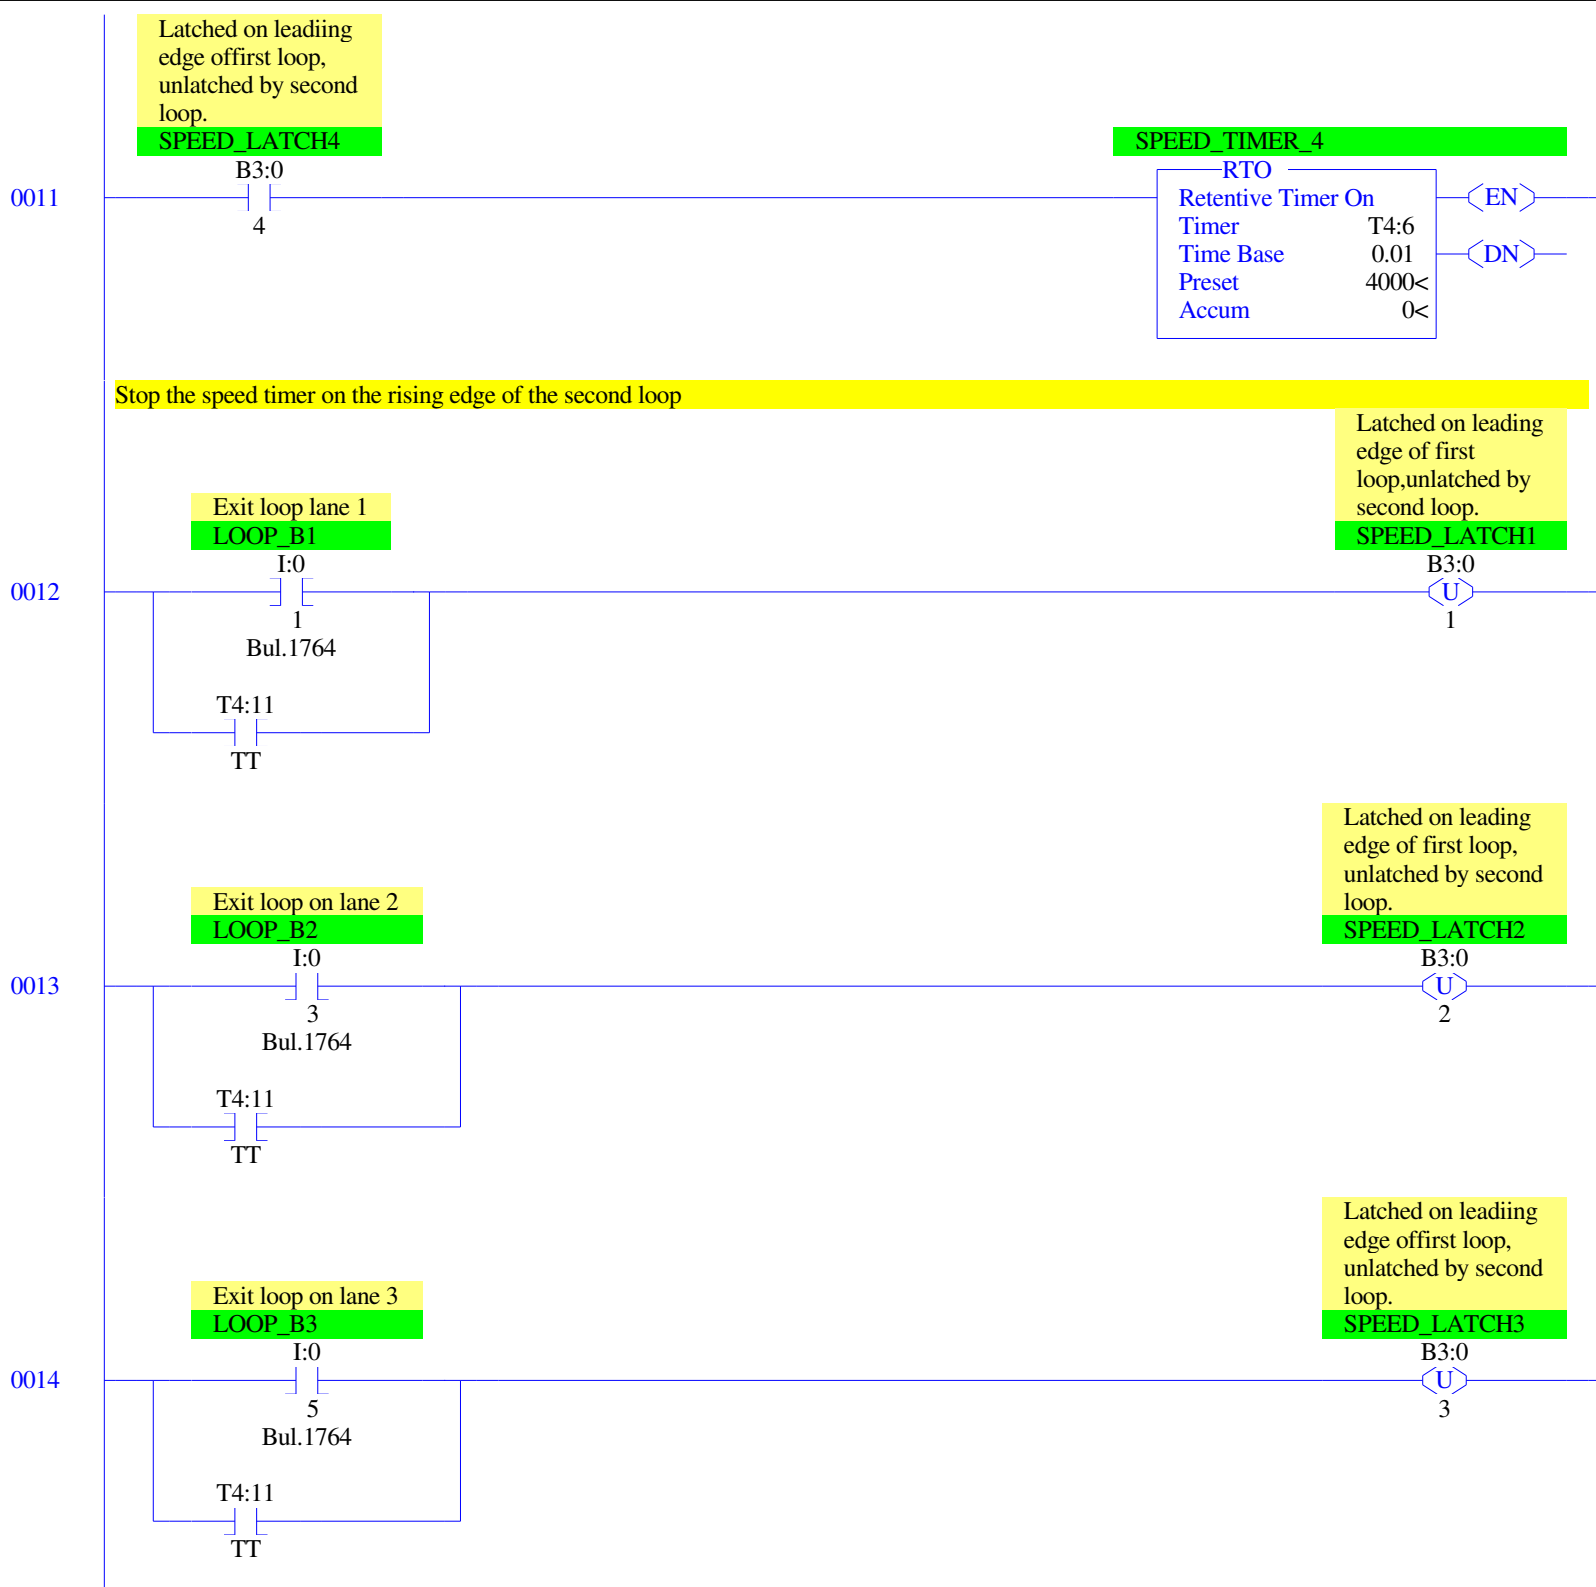 Latched on leadiing
edge offirst loop,
unlatched by second
loop.
SPEED_LATCH4
B3:0
4
0011
SPEED_TIMER_4
RTO
Retentive Timer On
Timer T4:6
Time Base 0.01
Preset 4000<
Accum 0<
EN
DN
Stop the speed timer on the rising edge of the second loop
Exit loop lane 1
LOOP_B1
I:0
1
Bul.1764
T4:11
TT
0012
Latched on leading
edge of first
loop,unlatched by
second loop.
SPEED_LATCH1
B3:0
U
1
Exit loop on lane 2
LOOP_B2
I:0
3
Bul.1764
T4:11
TT
0013
Latched on leading
edge of first loop,
unlatched by second
loop.
SPEED_LATCH2
B3:0
U
2
Exit loop on lane 3
LOOP_B3
I:0
5
Bul.1764
T4:11
TT
0014
Latched on leadiing
edge offirst loop,
unlatched by second
loop.
SPEED_LATCH3
B3:0
U
3